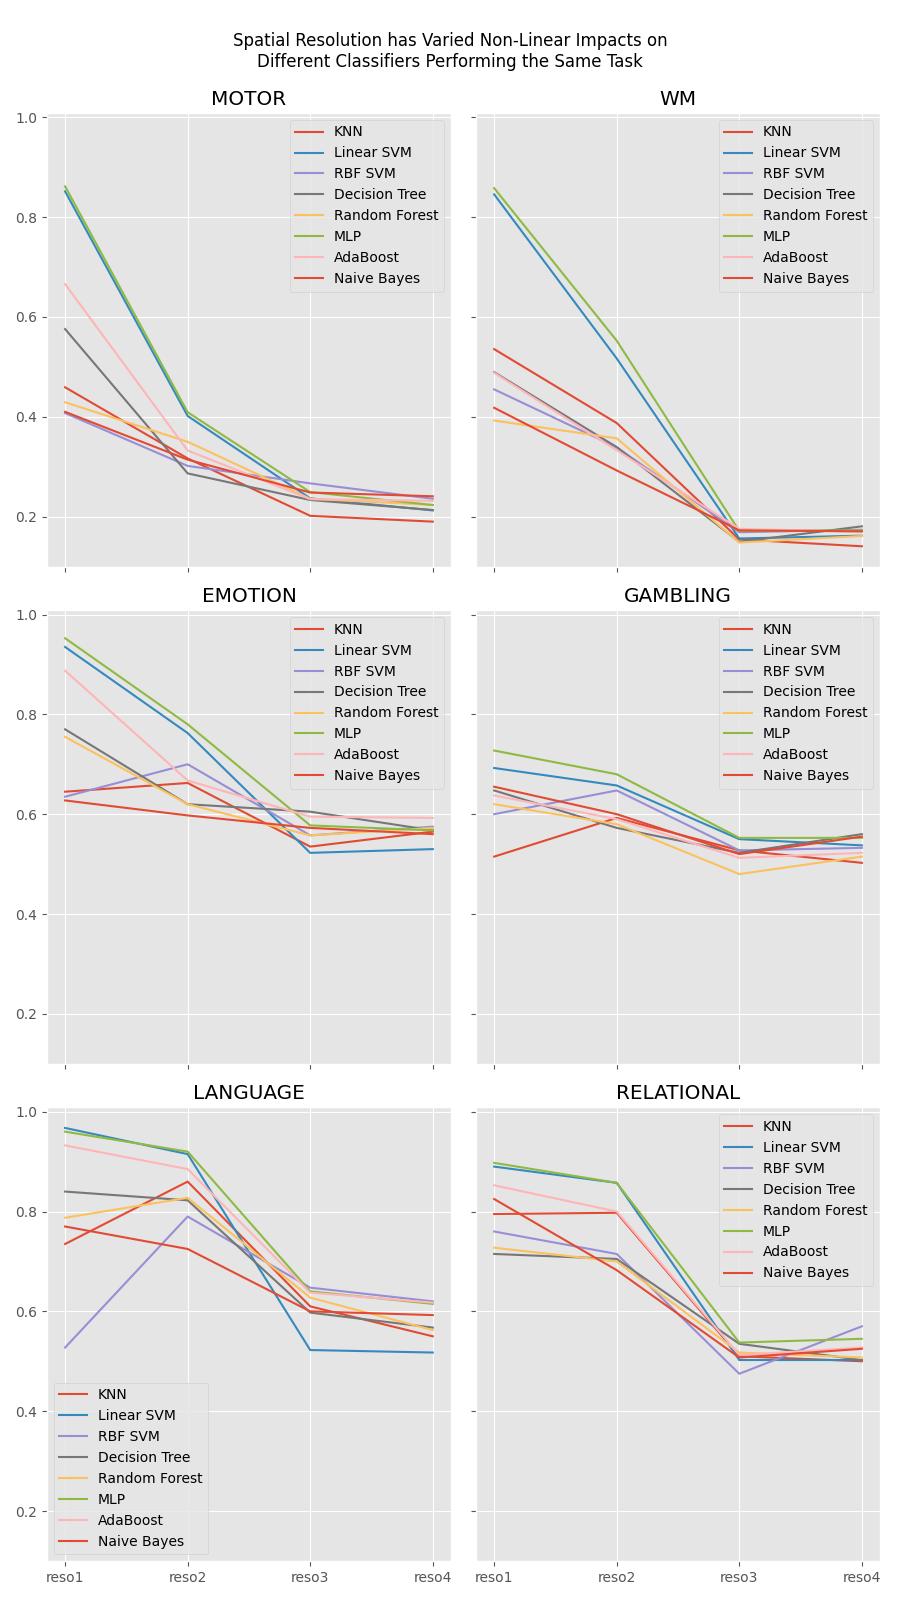 Spatial Resolution has Varied Non-Linear Impacts on
Different Classifiers Performing the Same Task
MOTOR
1.0
0.8
0.6
0.4
0.2
KNN
Linear SVM
RBF SVM
Decision Tree
Random Forest
MLP
AdaBoost
Naive Bayes
WM
KNN
Linear SVM
RBF SVM
Decision Tree
Random Forest
MLP
AdaBoost
Naive Bayes
EMOTION
1.0
0.8
0.6
0.4
0.2
KNN
Linear SVM
RBF SVM
Decision Tree
Random Forest
MLP
AdaBoost
Naive Bayes
GAMBLING
KNN
Linear SVM
RBF SVM
Decision Tree
Random Forest
MLP
AdaBoost
Naive Bayes
LANGUAGE
1.0
0.8
0.6
0.4
0.2
KNN
Linear SVM
RBF SVM
Decision Tree
Random Forest
MLP
AdaBoost
Naive Bayes
reso1 reso2 reso3 reso4
RELATIONAL
KNN
Linear SVM
RBF SVM
Decision Tree
Random Forest
MLP
AdaBoost
Naive Bayes
reso1 reso2 reso3 reso4